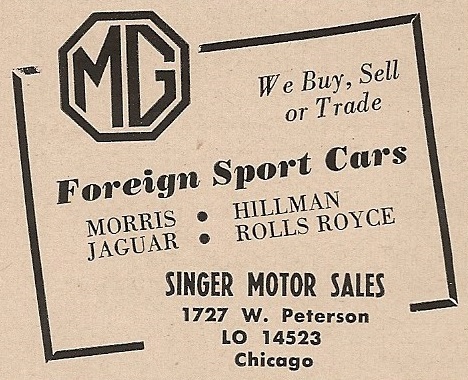 MG
We Buy, Sell
or Trade
Foreign Sport Cars
MORRIS • HILLMAN
JAGUAR • ROLLS ROYCE
SINGER MOTOR SALES
1727 W. Peterson
LO 14523
Chicago